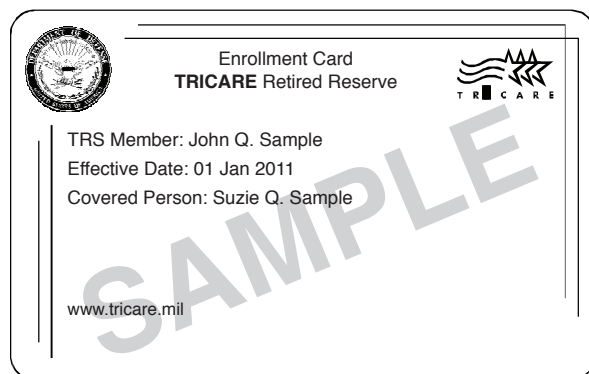 Enrollment Card
TRICARE Retired Reserve
TRICARE
TRS Member: John Q. Sample
Effective Date: 01 Jan 2011
Covered Person: Suzie Q. Sample
SAMPLE
www.tricare.mil